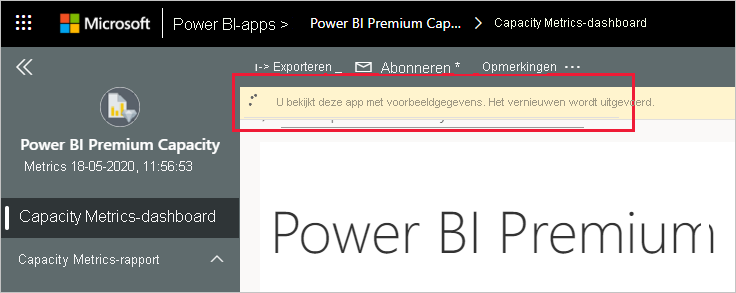 Microsoft Power BI-apps > Power BI Premium Cap... > Capacity Metrics-dashboard
|-> Exporteren _ Abonneren * Opmerkingen ...
U bekijkt deze app met voorbeeldgegevens. Het vernieuwen wordt uitgevoerd.
Power BI Premium Capacity
Metrics 18-05-2020, 11:56:53
Capacity Metrics-dashboard
Capacity Metrics-rapport
Power BI Premium